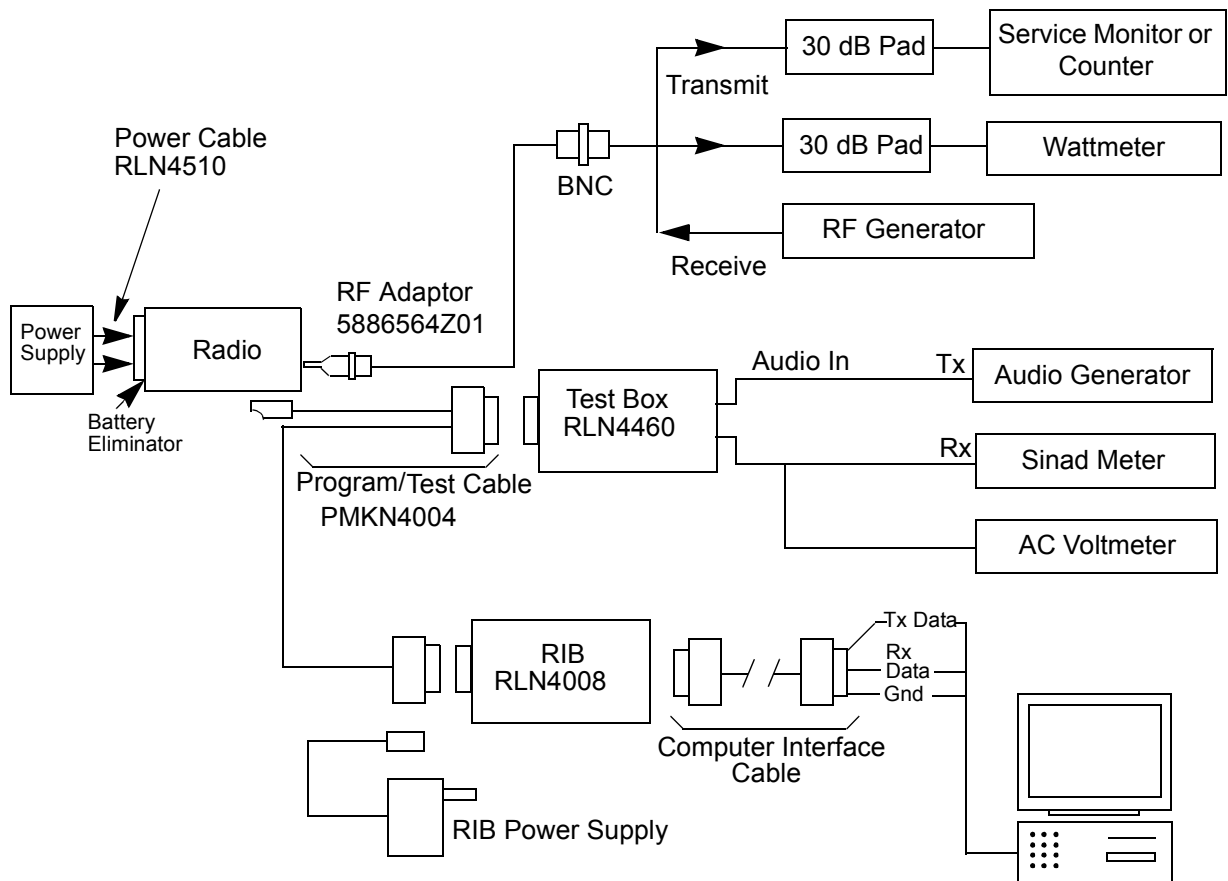 30 dB Pad
Service Monitor or
Counter
Transmit
Power Cable
RLN4510
30 dB Pad
Wattmeter
BNC
RF Generator
Receive
RF Adaptor
5886564Z01
Power
Supply
Radio
Battery
Eliminator
Audio In
Tx
Audio Generator
Test Box
RLN4460
Rx
Sinad Meter
Program/Test Cable
PMKN4004
AC Voltmeter
Tx Data
RIB
RLN4008
Rx
Data
Gnd
Computer Interface
Cable
RIB Power Supply